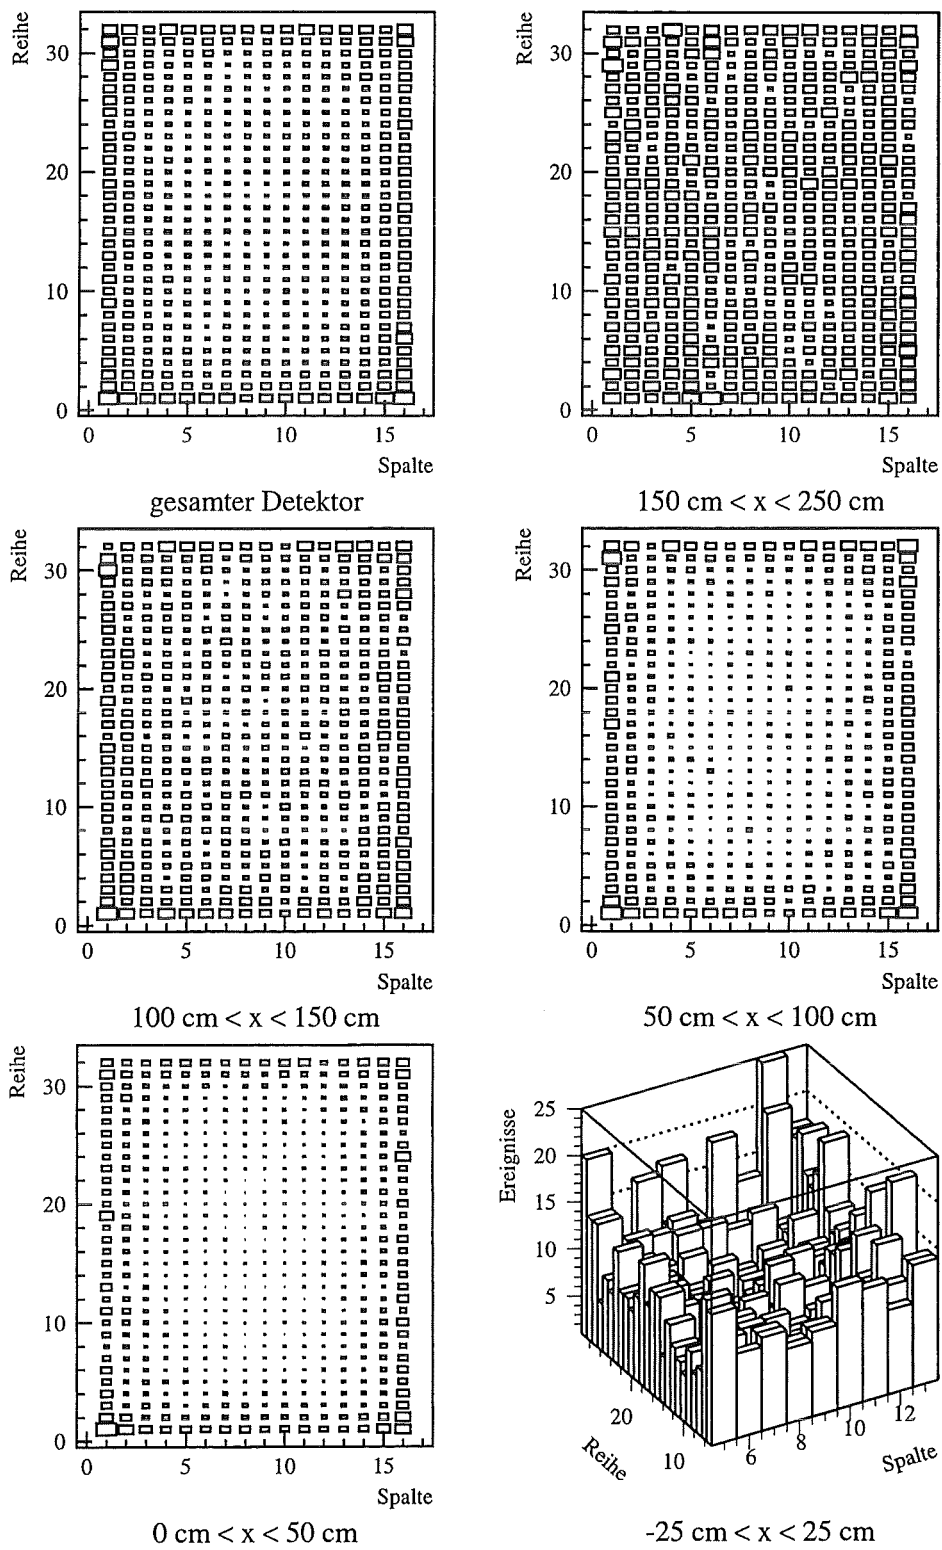 Reihe
30
20
10
0
0 5 10 15
Spalte
gesamter Detektor
Reihe
30
20
10
0
0 5 10 15
Spalte
150 cm < x < 250 cm
Reihe
30
20
10
0
0 5 10 15
Spalte
100 cm < x < 150 cm
Reihe
30
20
10
0
0 5 10 15
Spalte
50 cm < x < 100 cm
Reihe
30
20
10
0
0 5 10 15
Spalte
0 cm < x < 50 cm
Ereignisse
25
20
15
10
5
20
10
Reihe
6 8 10 12
Spalte
-25 cm < x < 25 cm